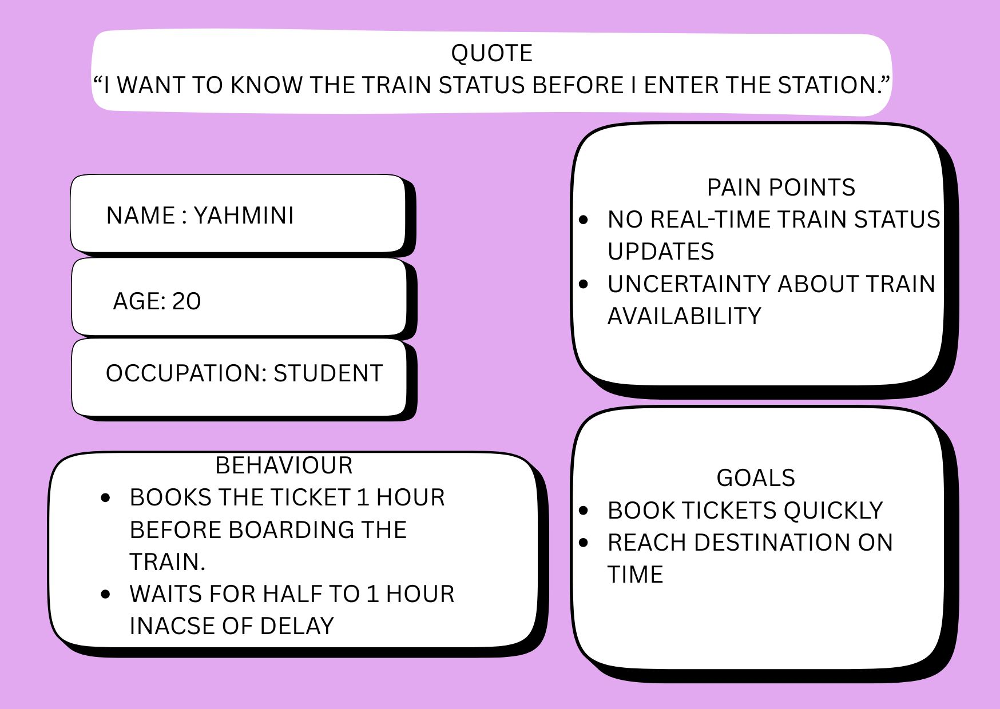 QUOTE
“I WANT TO KNOW THE TRAIN STATUS BEFORE I ENTER THE STATION.”
NAME : YAHMINI
AGE: 20
OCCUPATION: STUDENT
BEHAVIOUR
• BOOKS THE TICKET 1 HOUR
BEFORE BOARDING THE
TRAIN.
• WAITS FOR HALF TO 1 HOUR
INACSE OF DELAY
PAIN POINTS
• NO REAL-TIME TRAIN STATUS
UPDATES
• UNCERTAINTY ABOUT TRAIN
AVAILABILITY
GOALS
• BOOK TICKETS QUICKLY
• REACH DESTINATION ON
TIME